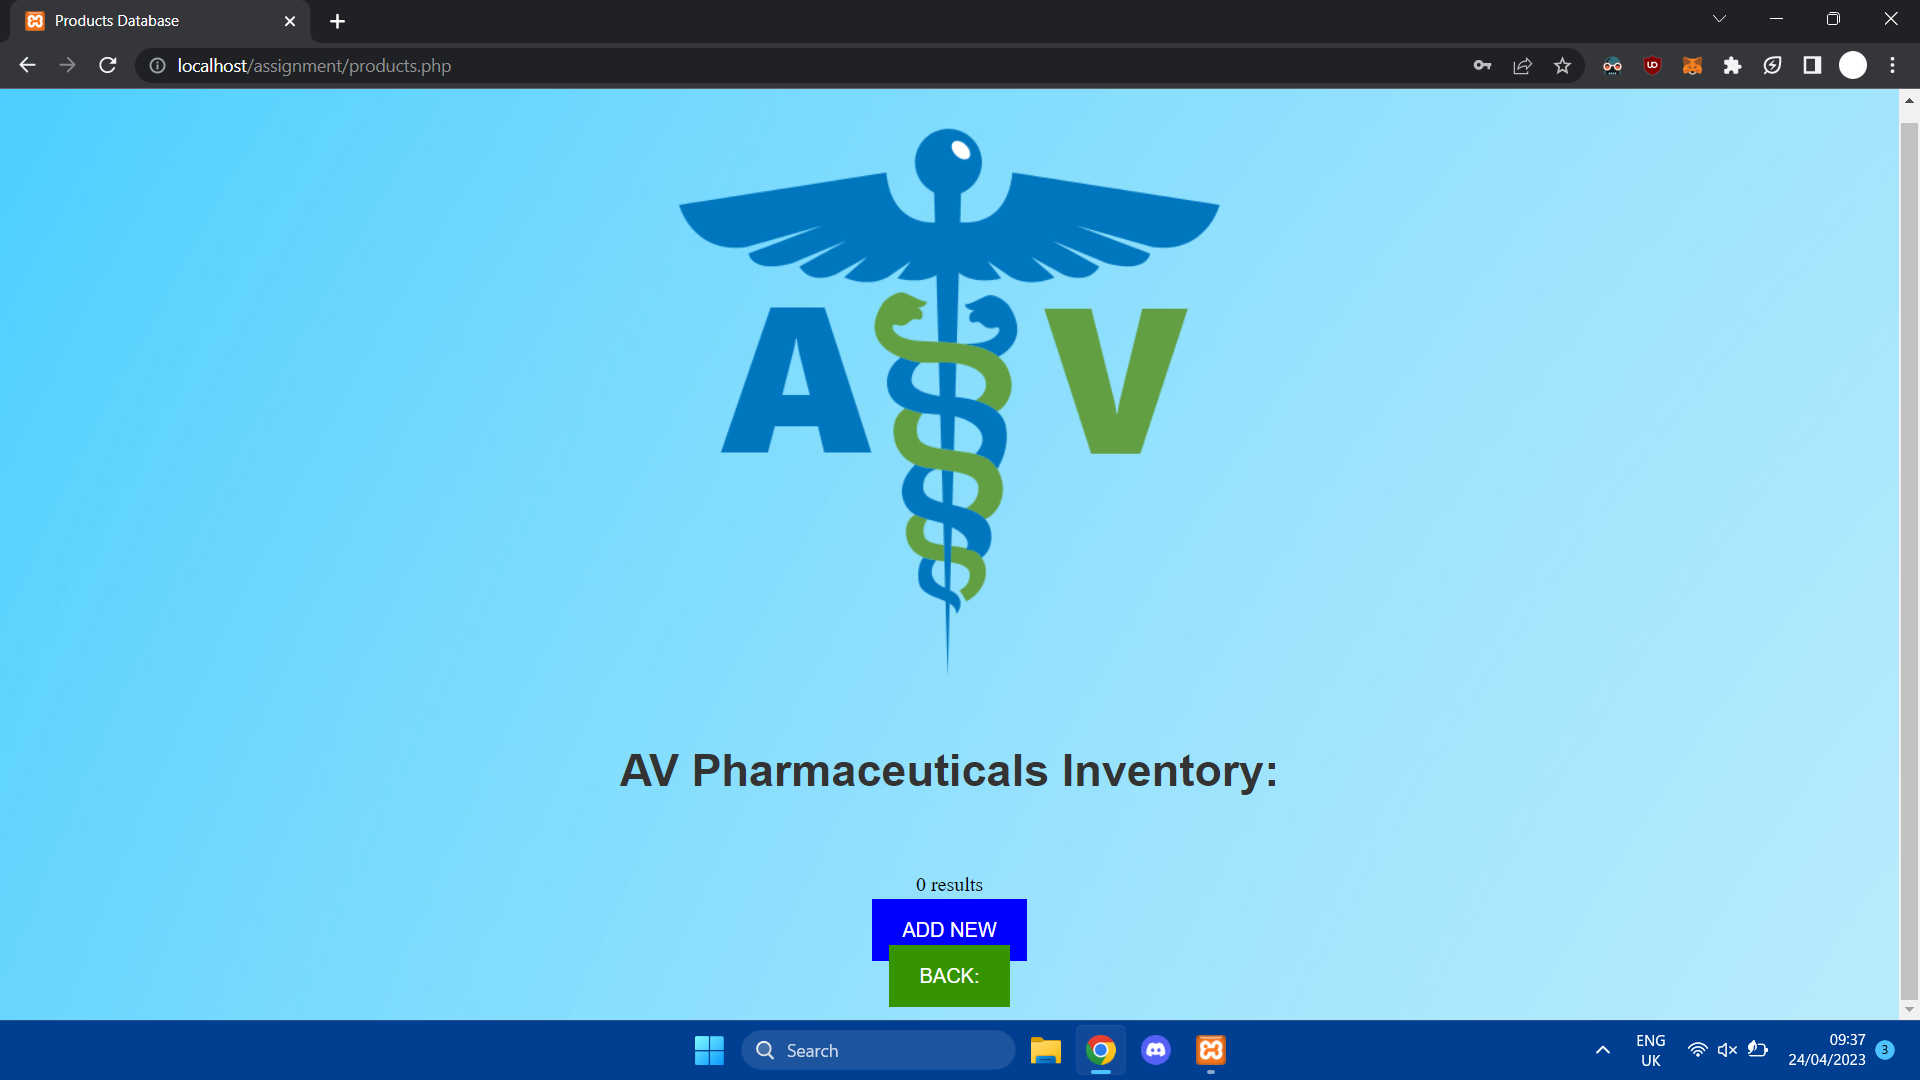 Products Database
localhost/assignment/products.php
A V
AV Pharmaceuticals Inventory:
0 results
ADD NEW
BACK:
Search
ENG
UK
09:37
24/04/2023
3